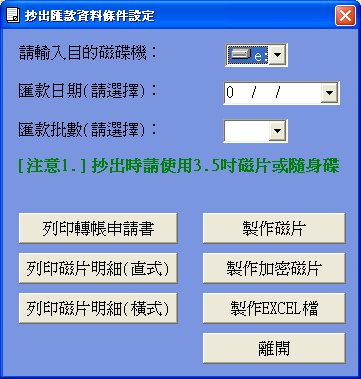 抄出匯款資料條件設定
請輸入目的磁碟機：
e:
匯款日期(請選擇)：
0 / /
匯款批數(請選擇)：
[注意1.]抄出時請使用3.5吋磁片或隨身碟
列印轉帳申請書
製作磁片
列印磁片明細(直式)
製作加密磁片
列印磁片明細(橫式)
製作EXCEL檔
離開